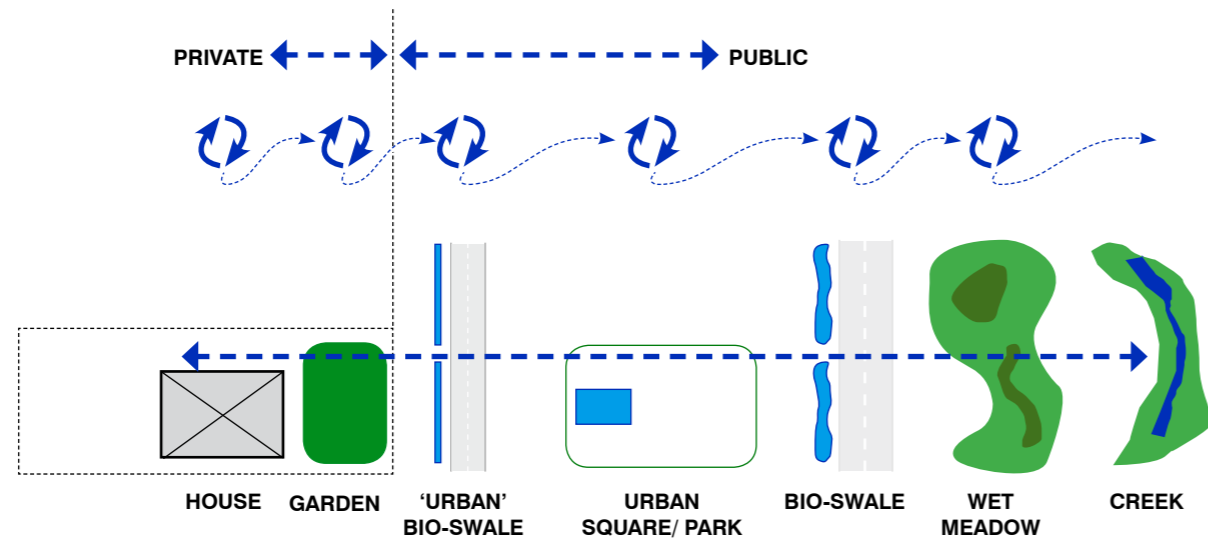 PRIVATE
PUBLIC
HOUSE
GARDEN
‘URBAN’
BIO-SWALE
URBAN
SQUARE/ PARK
BIO-SWALE
WET
MEADOW
CREEK